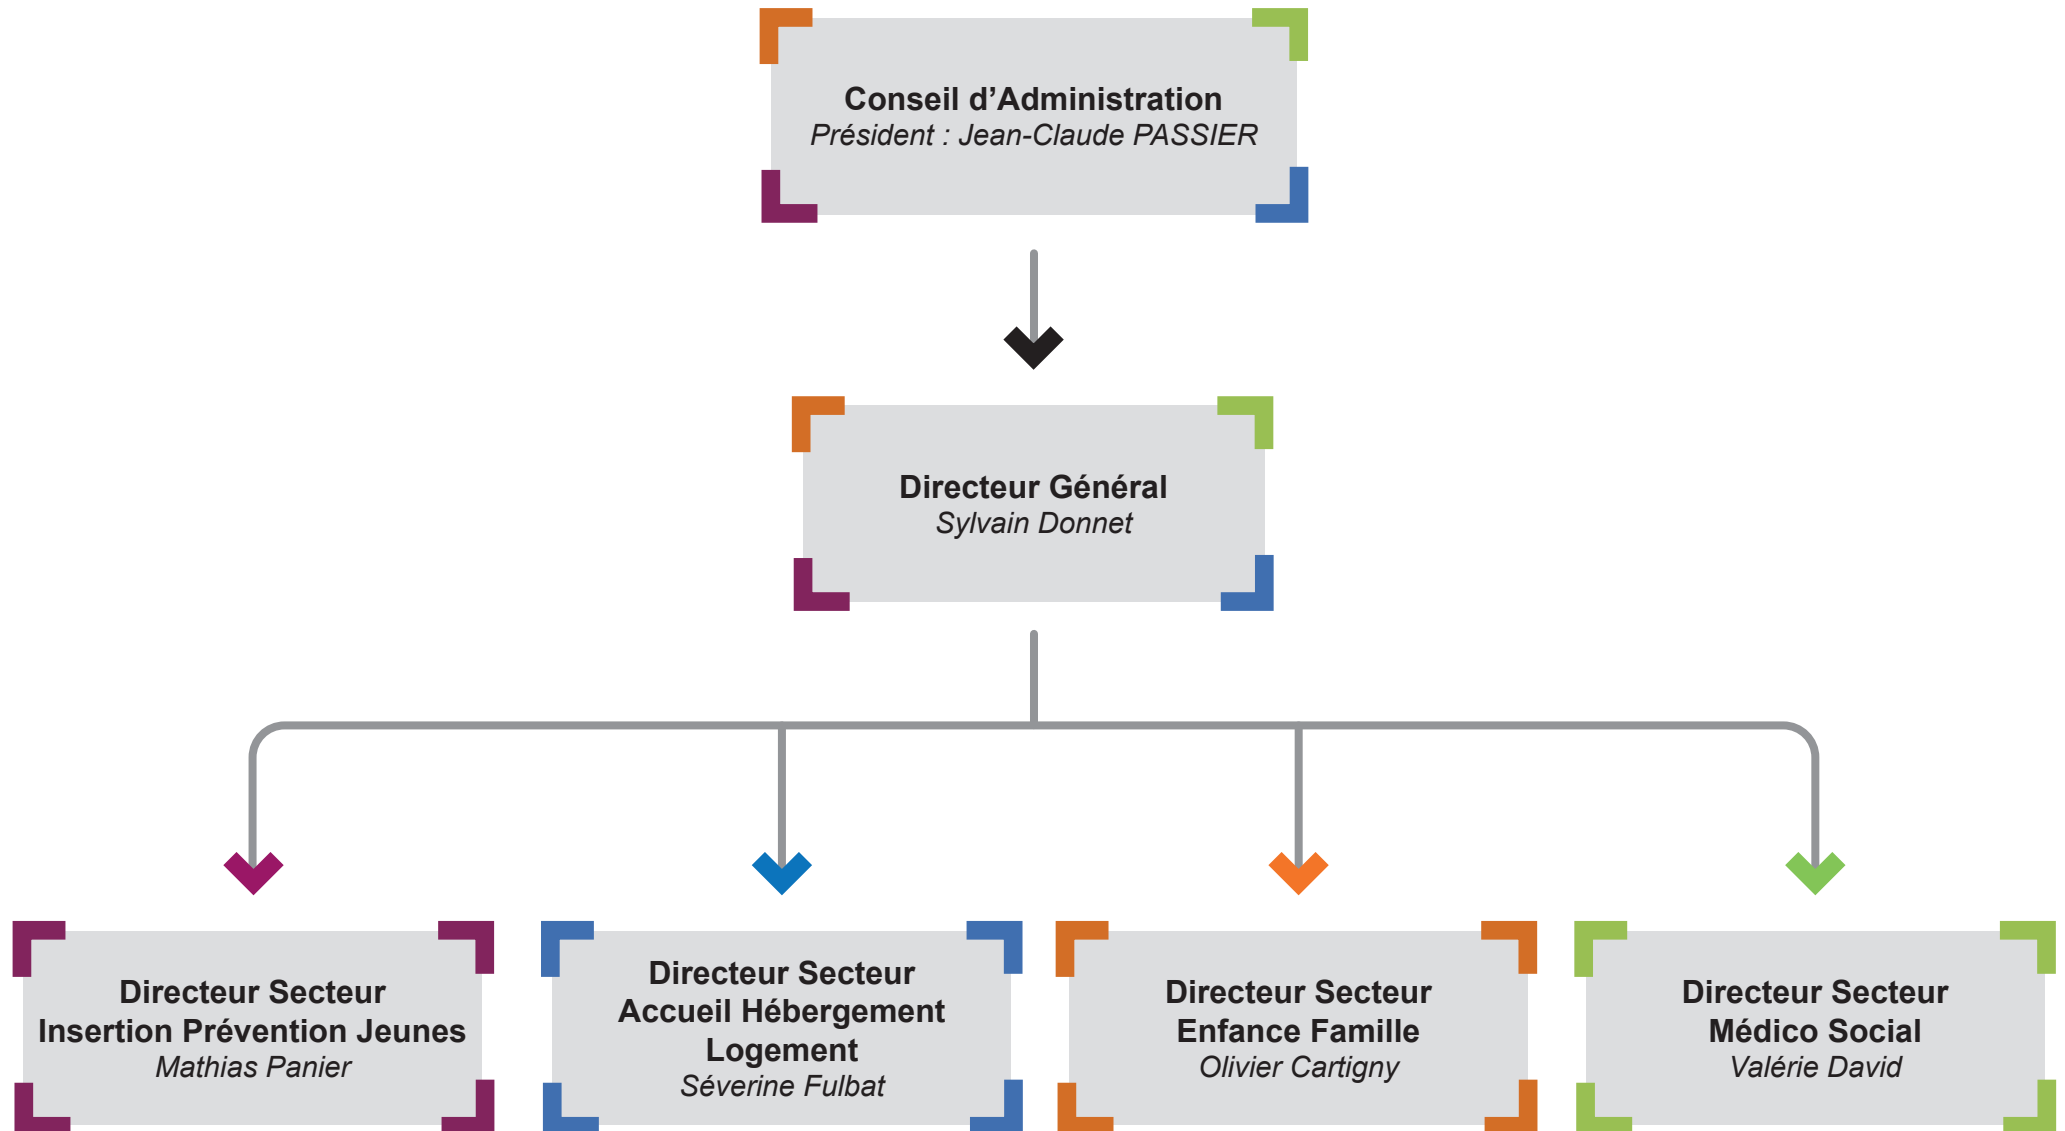 Conseil d’Administration
Président : Jean-Claude PASSIER
Directeur Général
Sylvain Donnet
Directeur Secteur
Insertion Prévention Jeunes
Mathias Panier
Directeur Secteur
Accueil Hébergement
Logement
Séverine Fulbat
Directeur Secteur
Enfance Famille
Olivier Cartigny
Directeur Secteur
Médico Social
Valérie David